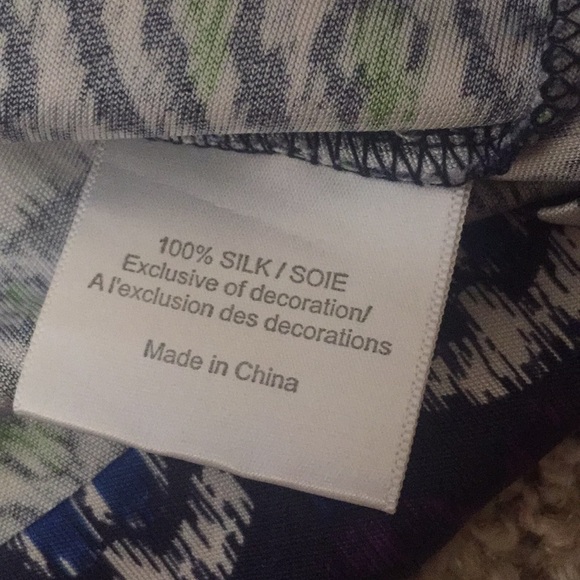 100% SILK / SOIE
Exclusive of decoration/
A l'exclusion des decorations
Made in China